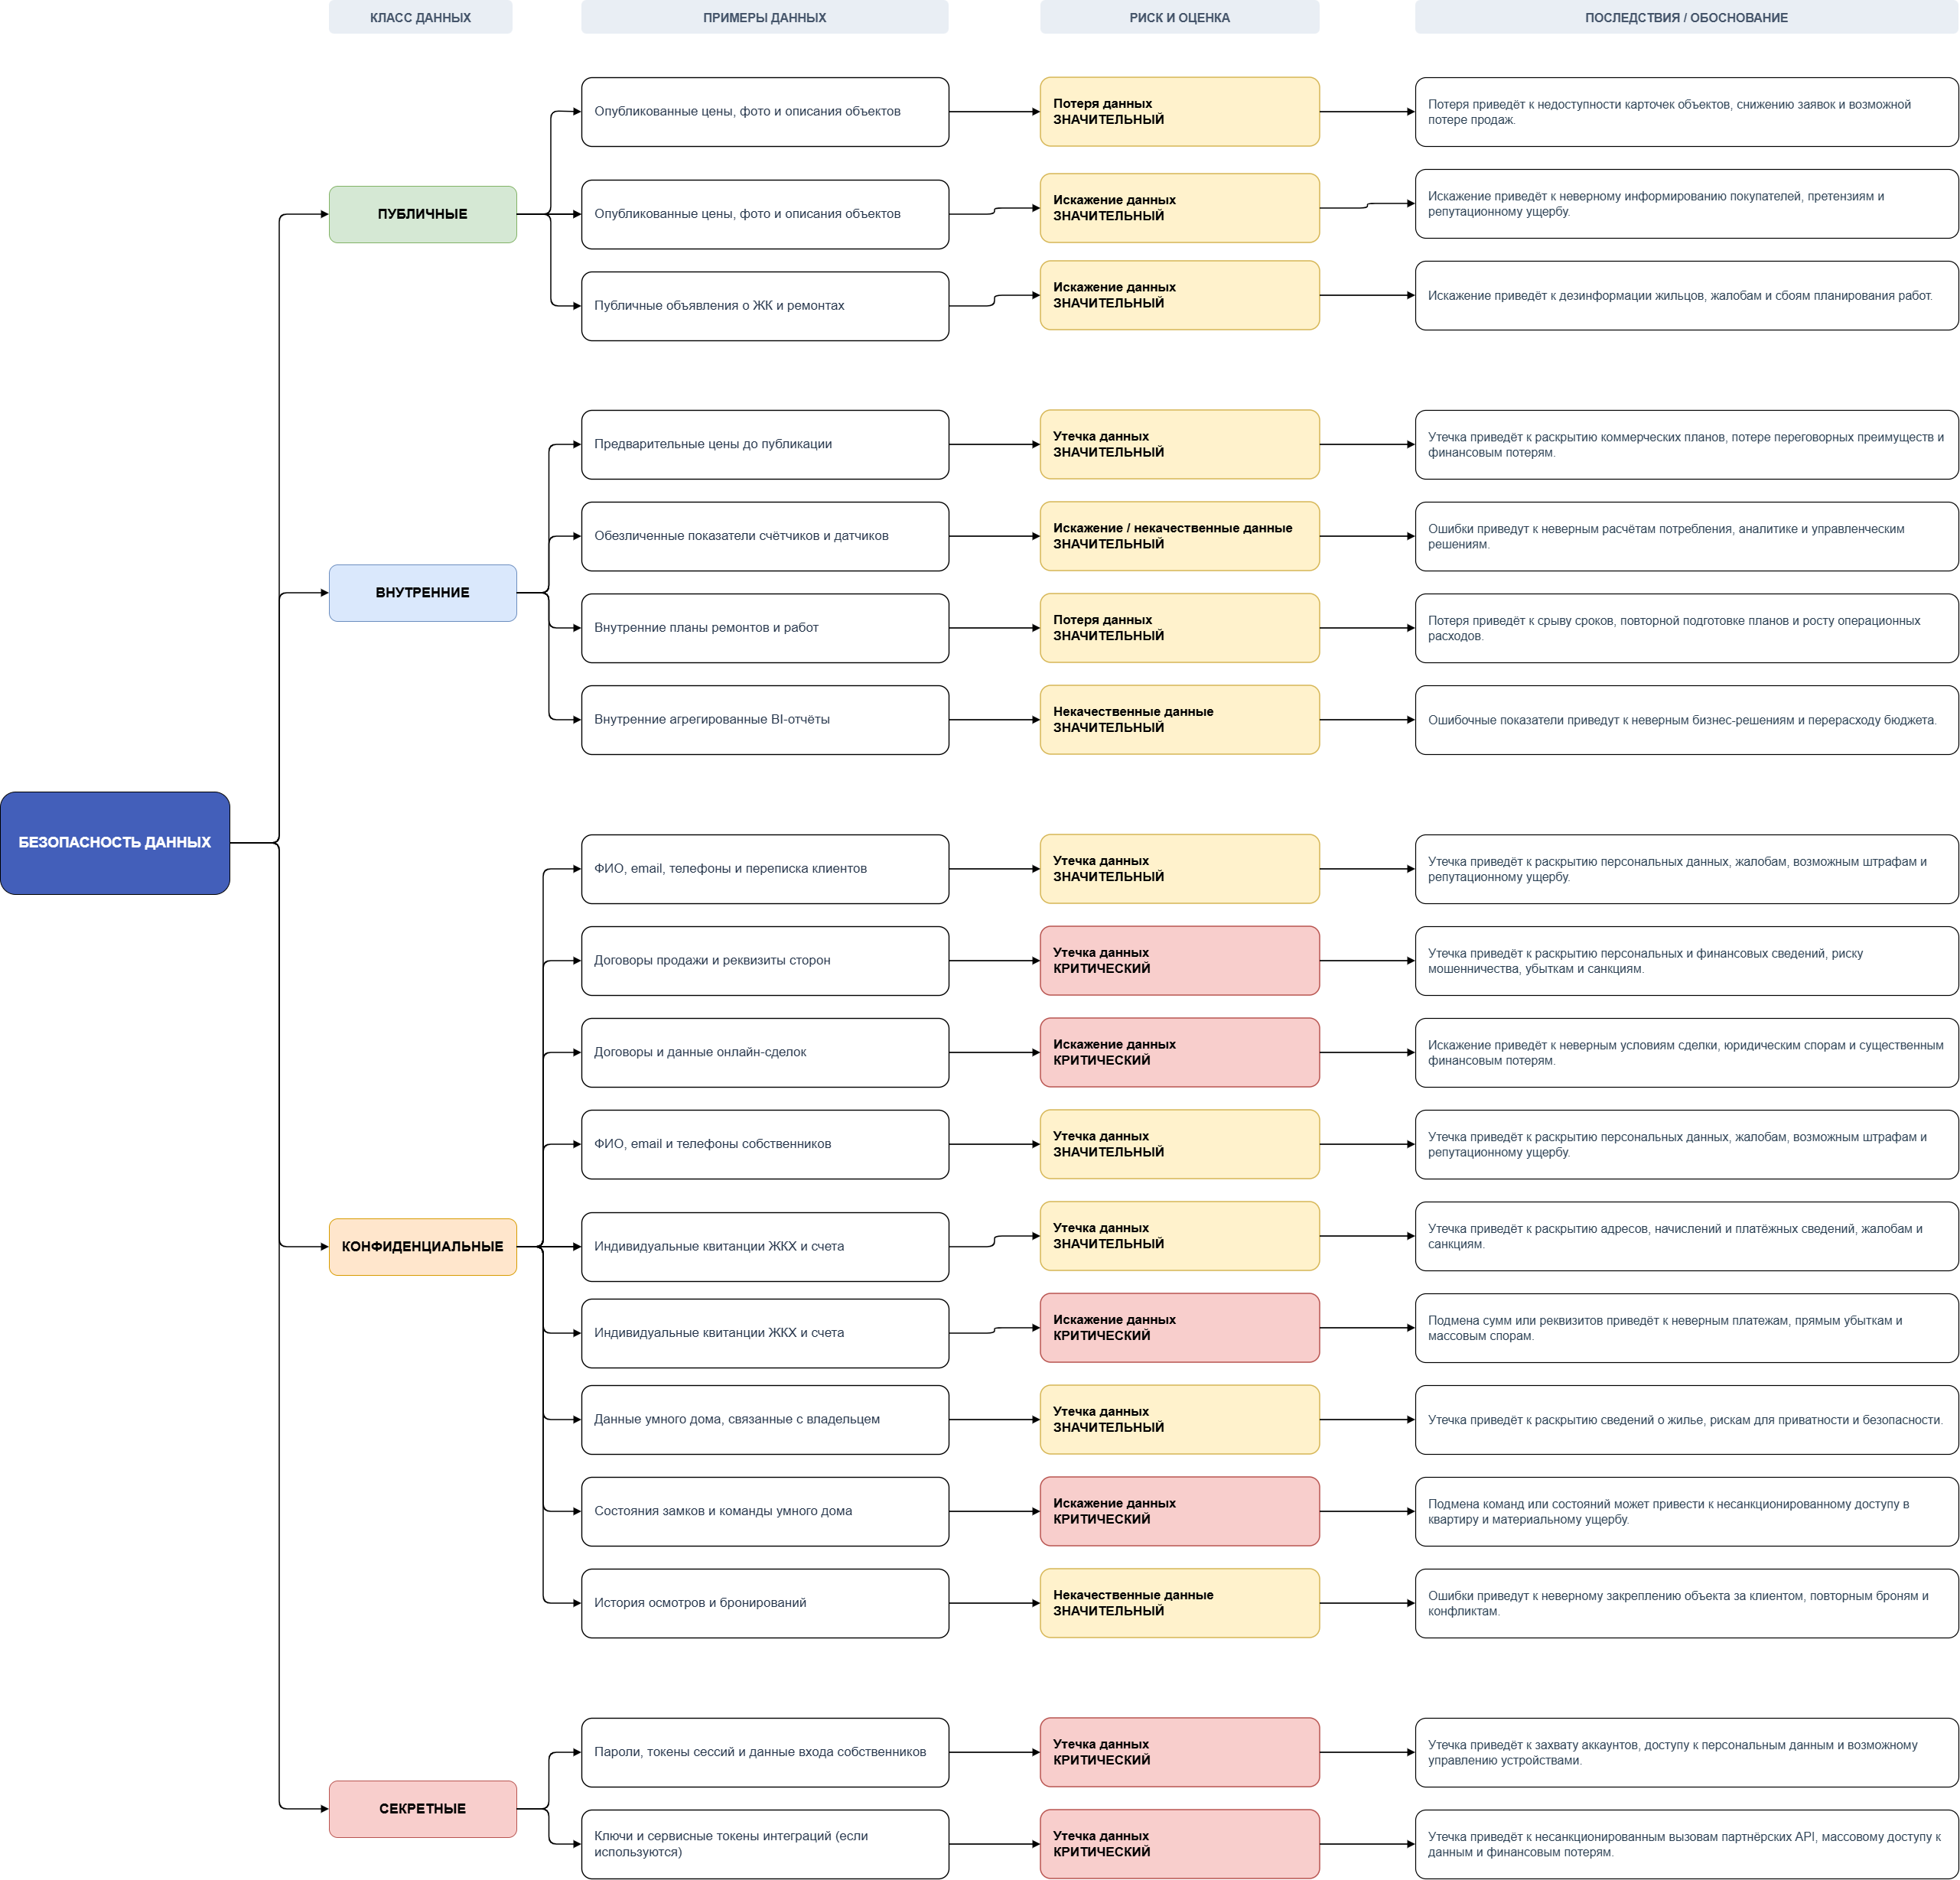 КЛАСС ДАННЫХ
ПРИМЕРЫ ДАННЫХ
РИСК И ОЦЕНКА
ПОСЛЕДСТВИЯ / ОБОСНОВАНИЕ
БЕЗОПАСНОСТЬ ДАННЫХ
ПУБЛИЧНЫЕ
Опубликованные цены, фото и описания объектов
Потеря данных
ЗНАЧИТЕЛЬНЫЙ
Потеря приведёт к недоступности карточек объектов, снижению заявок и возможной
потере продаж.
Опубликованные цены, фото и описания объектов
Искажение данных
ЗНАЧИТЕЛЬНЫЙ
Искажение приведёт к неверному информированию покупателей, претензиям и
репутационному ущербу.
Публичные объявления о ЖК и ремонтах
Искажение данных
ЗНАЧИТЕЛЬНЫЙ
Искажение приведёт к дезинформации жильцов, жалобам и сбоям планирования работ.
ВНУТРЕННИЕ
Предварительные цены до публикации
Утечка данных
ЗНАЧИТЕЛЬНЫЙ
Утечка приведёт к раскрытию коммерческих планов, потере переговорных преимуществ и
финансовым потерям.
Обезличенные показатели счётчиков и датчиков
Искажение / некачественные данные
ЗНАЧИТЕЛЬНЫЙ
Ошибки приведут к неверным расчётам потребления, аналитике и управленческим
решениям.
Внутренние планы ремонтов и работ
Потеря данных
ЗНАЧИТЕЛЬНЫЙ
Потеря приведёт к срыву сроков, повторной подготовке планов и росту операционных
расходов.
Внутренние агрегированные BI-отчёты
Некачественные данные
ЗНАЧИТЕЛЬНЫЙ
Ошибочные показатели приведут к неверным бизнес-решениям и перерасходу бюджета.
КОНФИДЕНЦИАЛЬНЫЕ
ФИО, email, телефоны и переписка клиентов
Утечка данных
ЗНАЧИТЕЛЬНЫЙ
Утечка приведёт к раскрытию персональных данных, жалобам, возможным штрафам и
репутационному ущербу.
Договоры продажи и реквизиты сторон
Утечка данных
КРИТИЧЕСКИЙ
Утечка приведёт к раскрытию персональных и финансовых сведений, риску
мошенничества, убыткам и санкциям.
Договоры и данные онлайн-сделок
Искажение данных
КРИТИЧЕСКИЙ
Искажение приведёт к неверным условиям сделки, юридическим спорам и существенным
финансовым потерям.
ФИО, email и телефоны собственников
Утечка данных
ЗНАЧИТЕЛЬНЫЙ
Утечка приведёт к раскрытию персональных данных, жалобам, возможным штрафам и
репутационному ущербу.
Индивидуальные квитанции ЖКХ и счета
Утечка данных
ЗНАЧИТЕЛЬНЫЙ
Утечка приведёт к раскрытию адресов, начислений и платёжных сведений, жалобам и
санкциям.
Индивидуальные квитанции ЖКХ и счета
Искажение данных
КРИТИЧЕСКИЙ
Подмена сумм или реквизитов приведёт к неверным платежам, прямым убыткам и
массовым спорам.
Данные умного дома, связанные с владельцем
Утечка данных
ЗНАЧИТЕЛЬНЫЙ
Утечка приведёт к раскрытию сведений о жилье, рискам для приватности и безопасности.
Состояния замков и команды умного дома
Искажение данных
КРИТИЧЕСКИЙ
Подмена команд или состояний может привести к несанкционированному доступу в
квартиру и материальному ущербу.
История осмотров и бронирований
Некачественные данные
ЗНАЧИТЕЛЬНЫЙ
Ошибки приведут к неверному закреплению объекта за клиентом, повторным броням и
конфликтам.
СЕКРЕТНЫЕ
Пароли, токены сессий и данные входа собственников
Утечка данных
КРИТИЧЕСКИЙ
Утечка приведёт к захвату аккаунтов, доступу к персональным данным и возможному
управлению устройствами.
Ключи и сервисные токены интеграций (если
используются)
Утечка данных
КРИТИЧЕСКИЙ
Утечка приведёт к несанкционированным вызовам партнёрских API, массовому доступу к
данным и финансовым потерям.